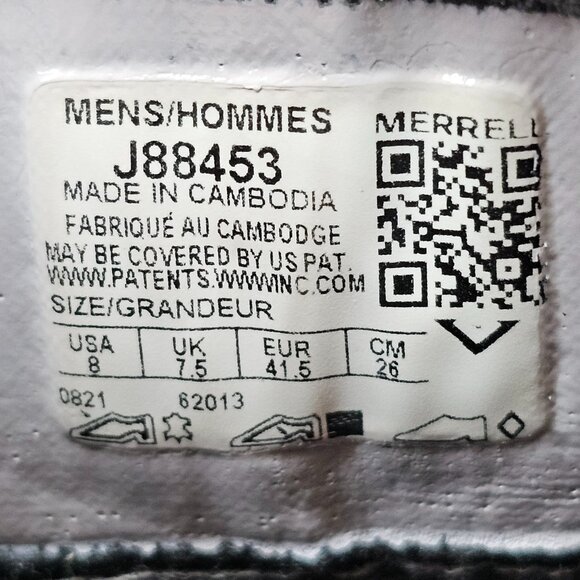 MENS/HOMMES
MERRELL
J88453
MADE IN CAMBODIA
FABRIQUÉ AU CAMBODGE
MAY BE COVERED BY US PAT.
WWW.PATENTS.WWWINC.COM
SIZE/GRANDEUR
USA UK EUR CM
8 7.5 41.5 26
0821 62013